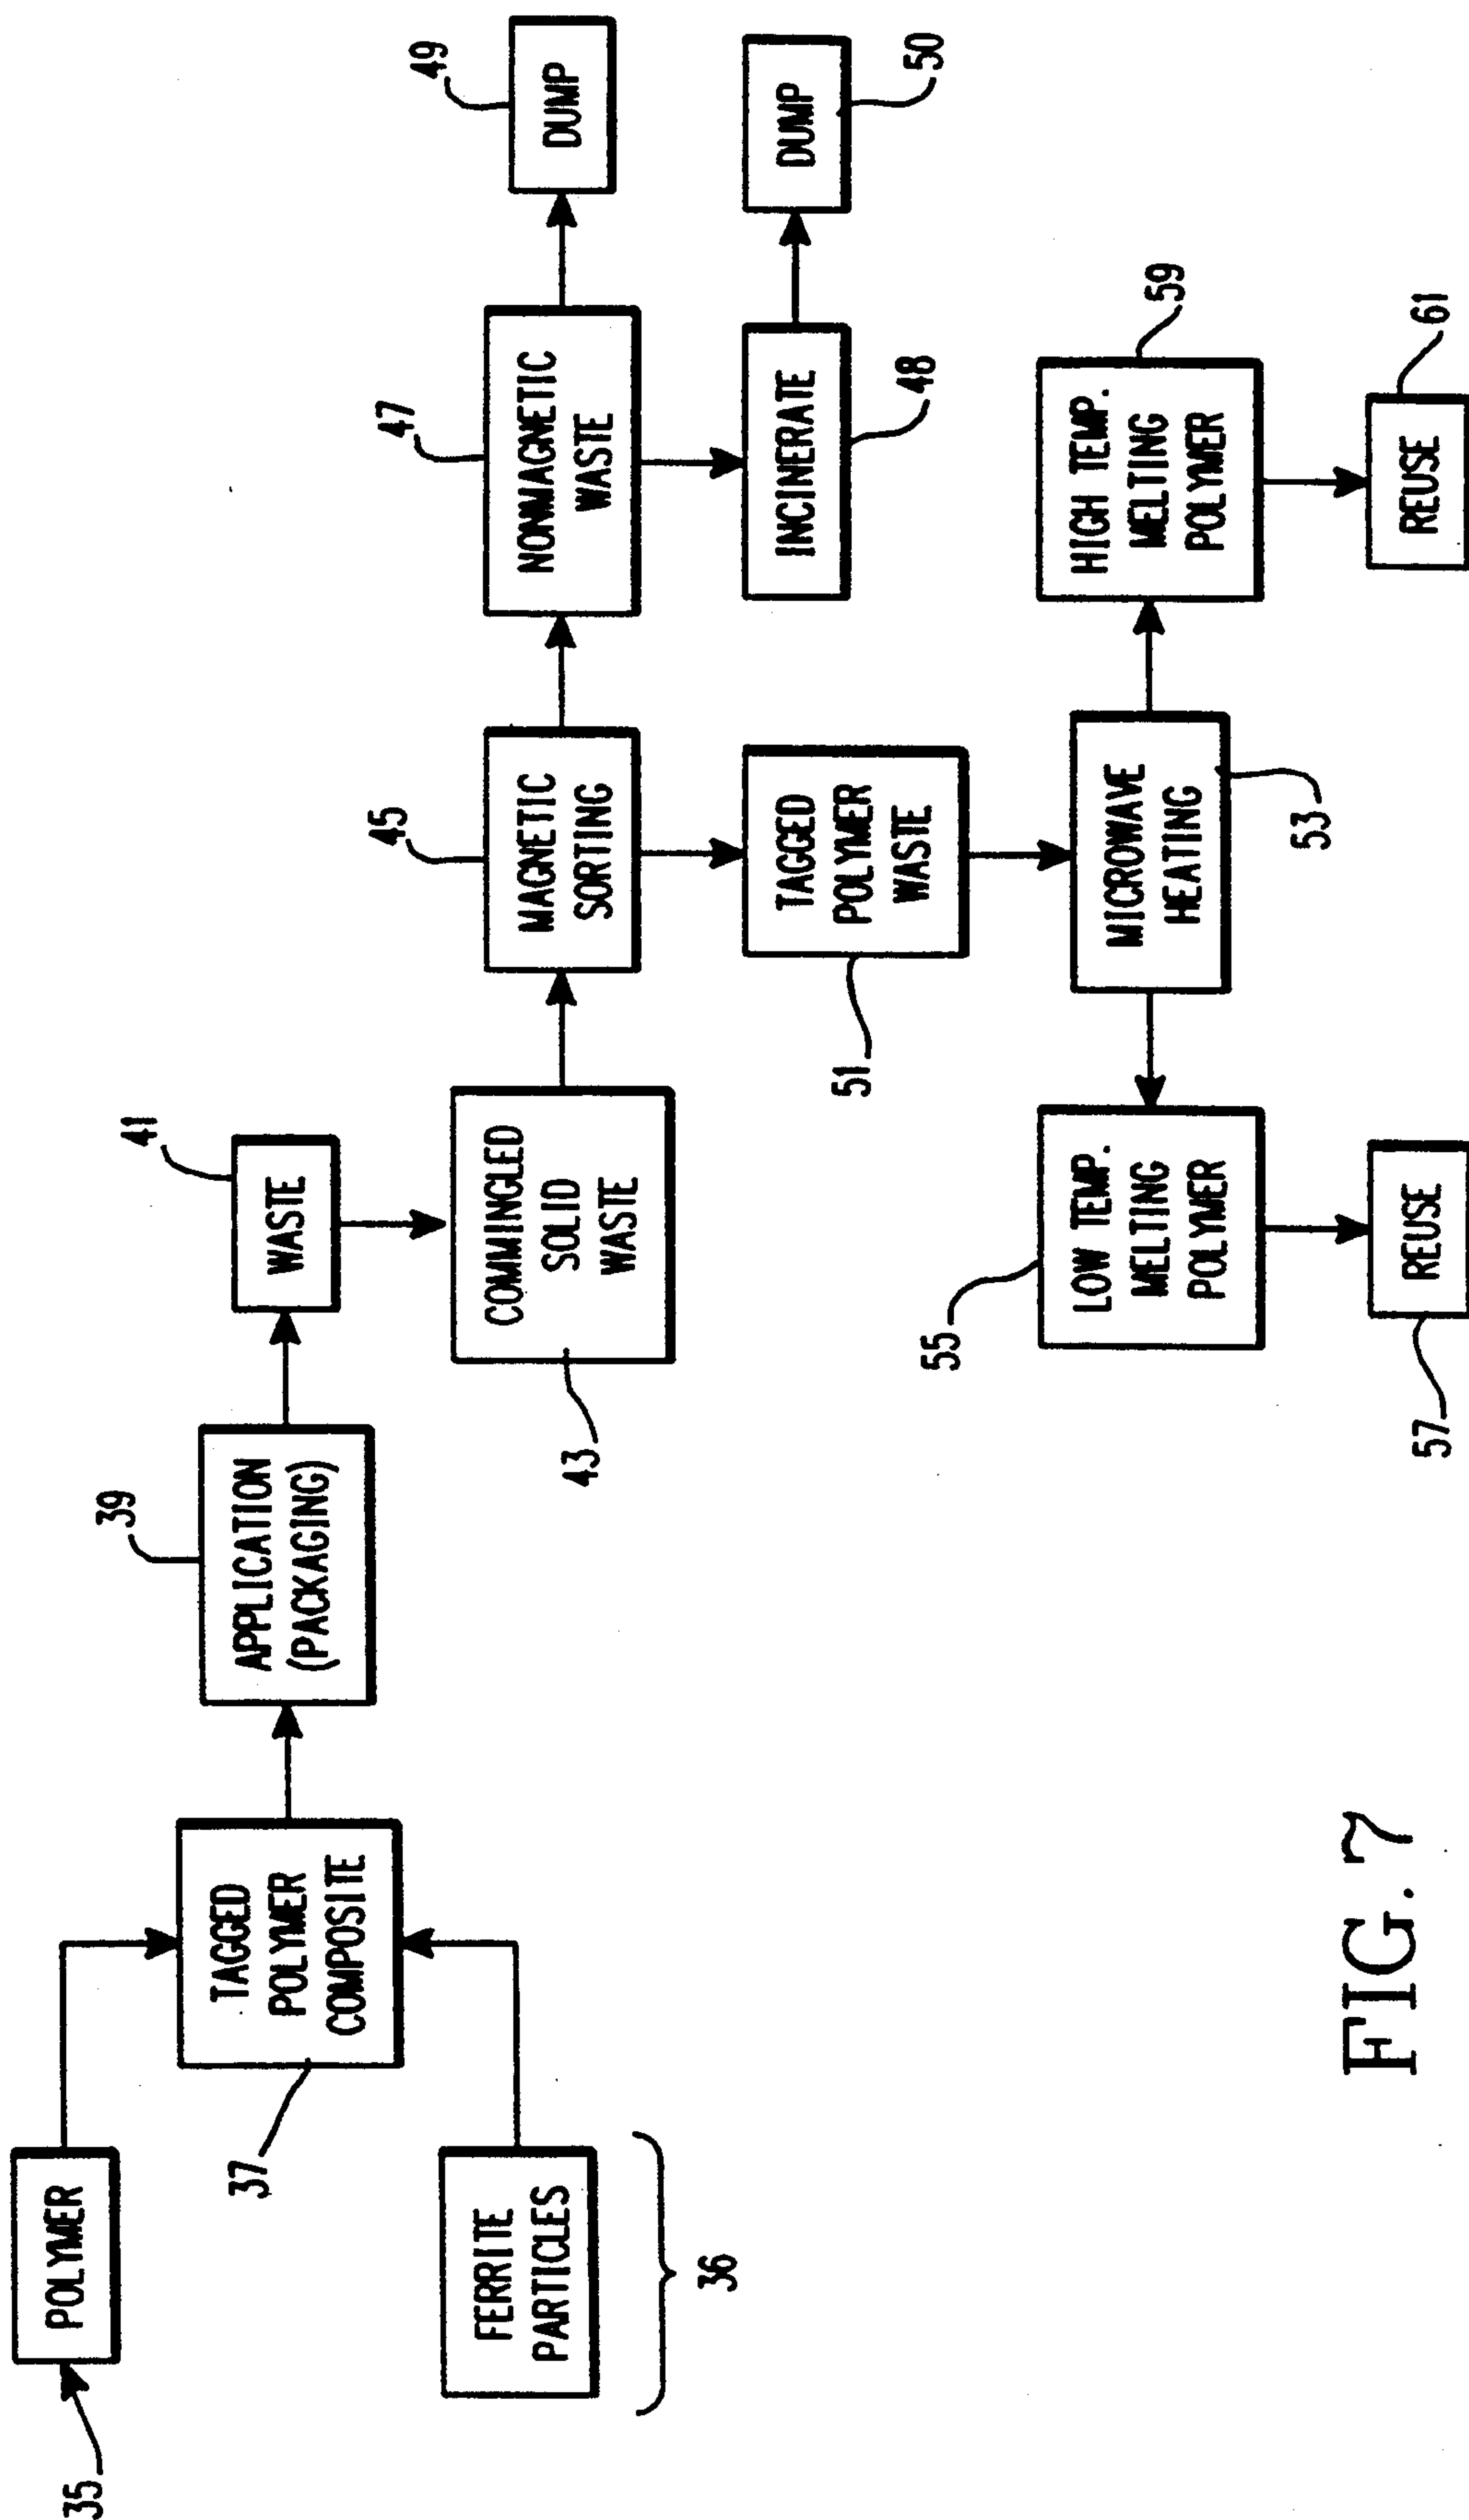 35
POLYMER
FERRITE
PARTICLES
36
37
TAGGED
POLYMER
COMPOSITE
39
APPLICATION
(PACKAGING)
41
WASTE
43
COMMINGLED
SOLID
WASTE
45
MAGNETIC
SORTING
47
NONMAGNETIC
WASTE
49
DUMP
INCINERATE
48
DUMP
50
51
TAGGED
POLYMER
WASTE
MICROWAVE
HEATING
53
55
LOW TEMP.
MELTING
POLYMER
57
REUSE
59
HIGH TEMP.
MELTING
POLYMER
61
REUSE
FIG. 7